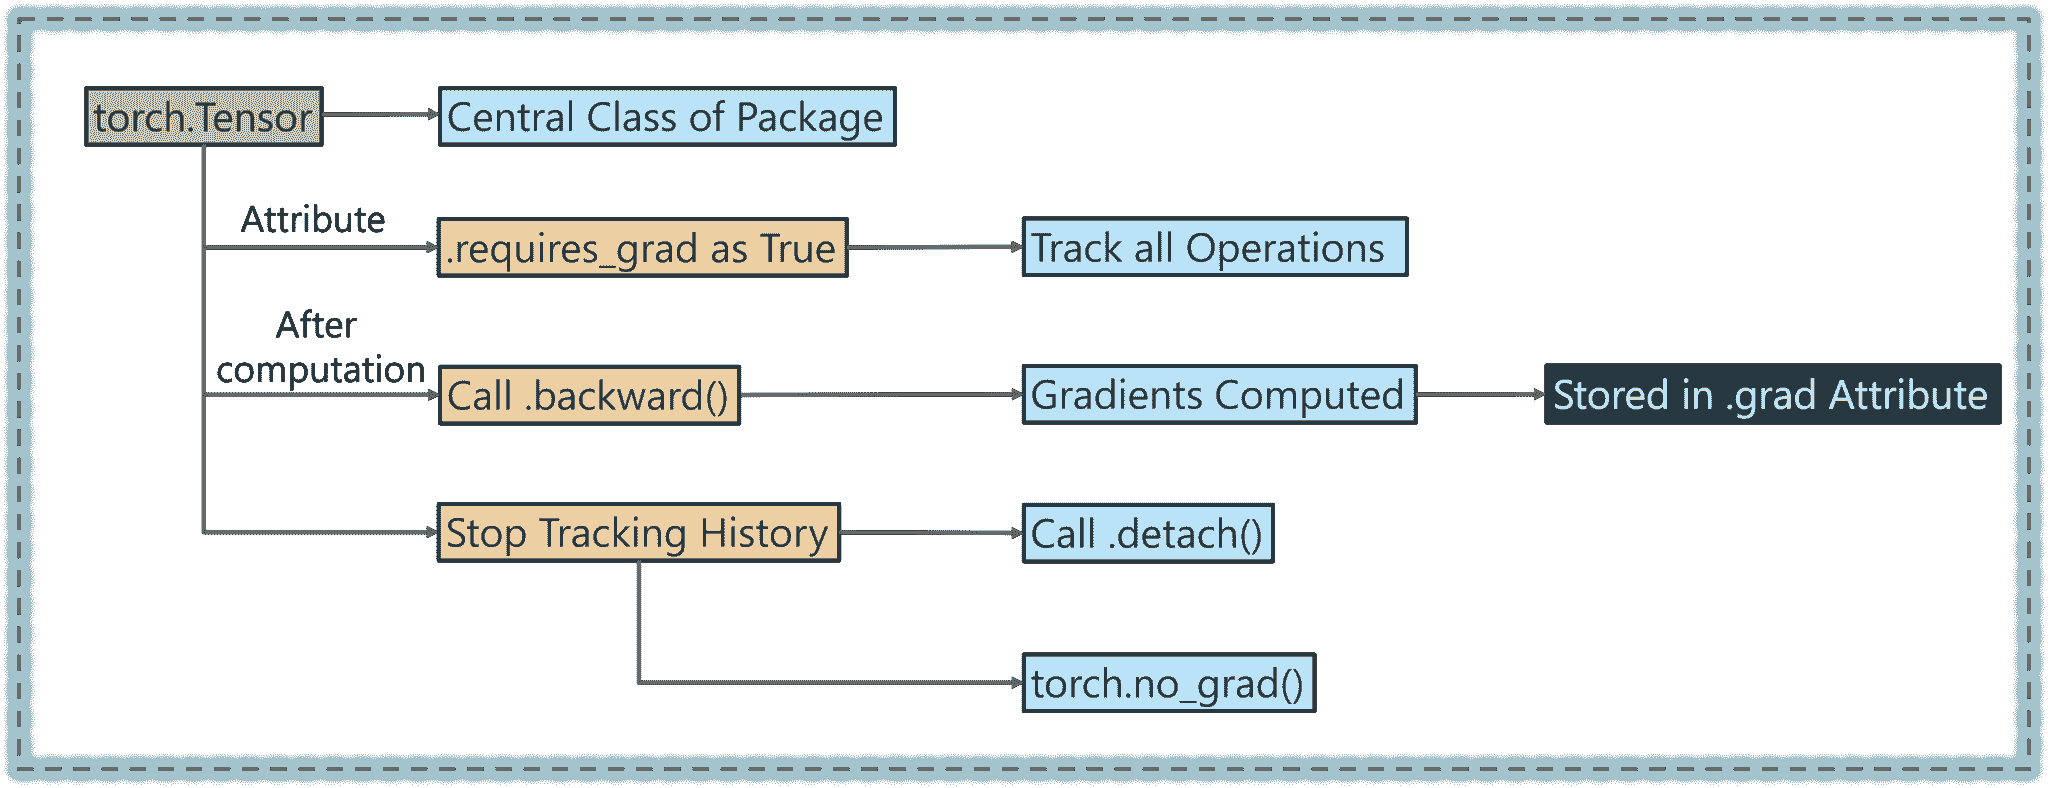 torch.Tensor
Central Class of Package
Attribute
.requires_grad as True
Track all Operations
After
computation
Call .backward()
Gradients Computed
Stored in .grad Attribute
Stop Tracking History
Call .detach()
torch.no_grad()